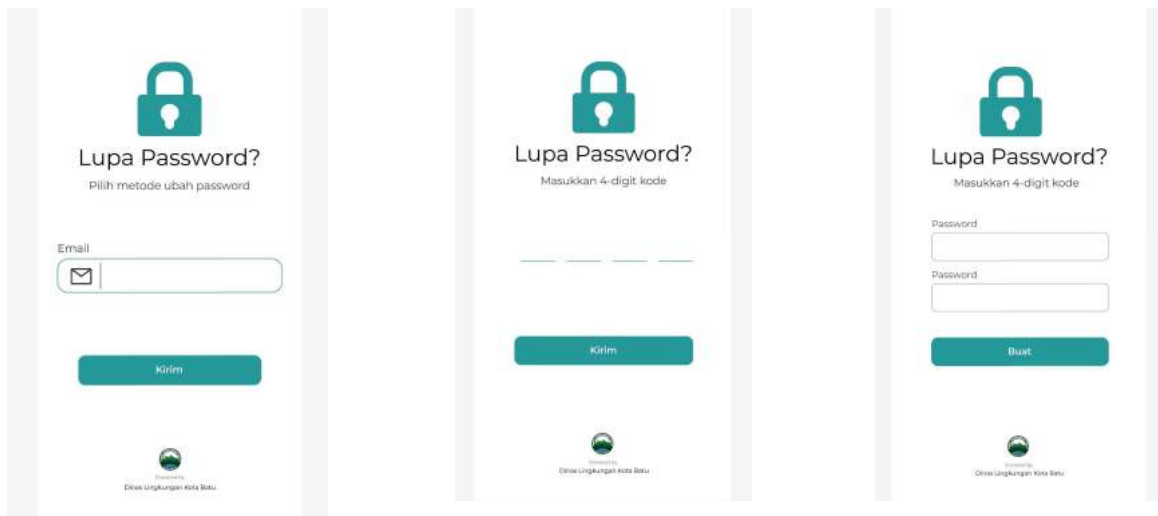 Lupa Password?
Pilih metode ubah password
Email
Kirim
Dinas Lingkungan Kota Batu
Lupa Password?
Masukkan 4-digit kode
Kirim
Dinas Lingkungan Kota Batu
Lupa Password?
Masukkan 4-digit kode
Password
Password
Buat
Dinas Lingkungan Kota Batu